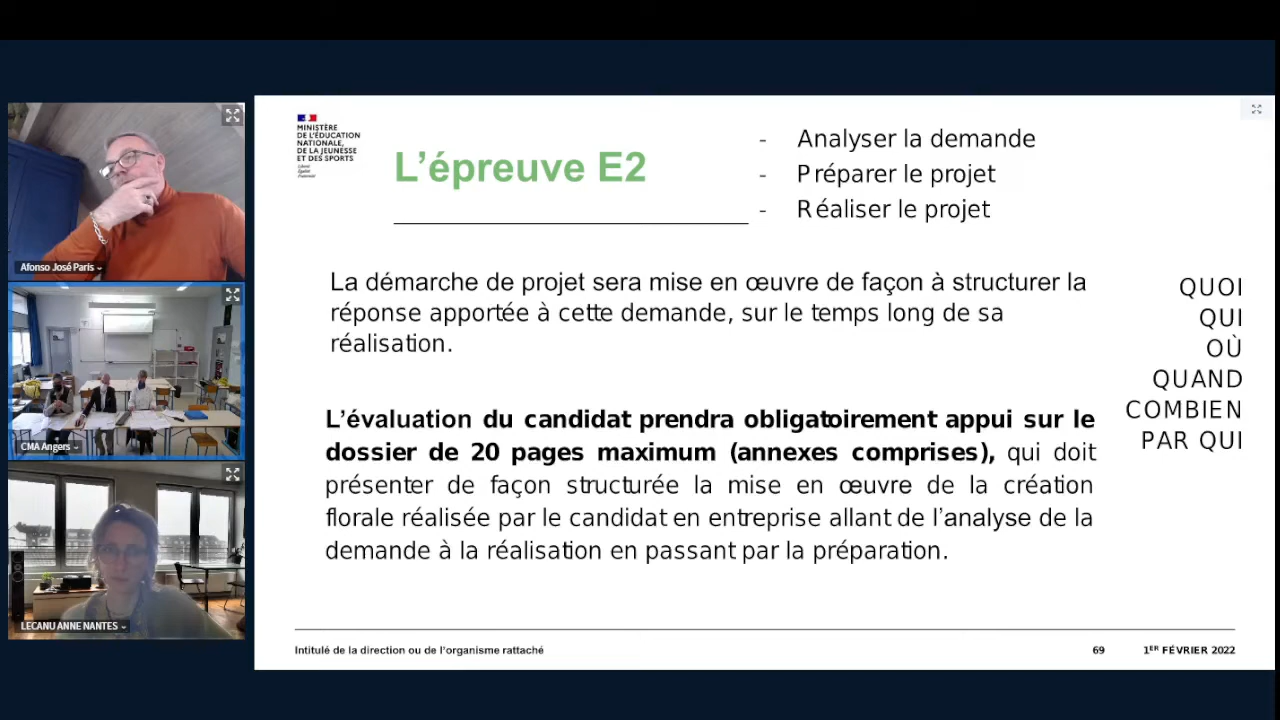 MINISTÈRE
DE L'ÉDUCATION
NATIONALE,
DE LA JEUNESSE
ET DES SPORTS
Liberté
Égalité
Fraternité
L'épreuve E2
- Analyser la demande
- Préparer le projet
- Réaliser le projet
La démarche de projet sera mise en œuvre de façon à structurer la
réponse apportée à cette demande, sur le temps long de sa
réalisation.
QUOI
QUI
OÙ
QUAND
COMBIEN
PAR QUI
L'évaluation du candidat prendra obligatoirement appui sur le
dossier de 20 pages maximum (annexes comprises), qui doit
présenter de façon structurée la mise en œuvre de la création
florale réalisée par le candidat en entreprise allant de l'analyse de la
demande à la réalisation en passant par la préparation.
Intitulé de la direction ou de l'organisme rattaché
69
1ER FÉVRIER 2022
Afonso José Paris
CMA Angers
LECANU ANNE NANTES